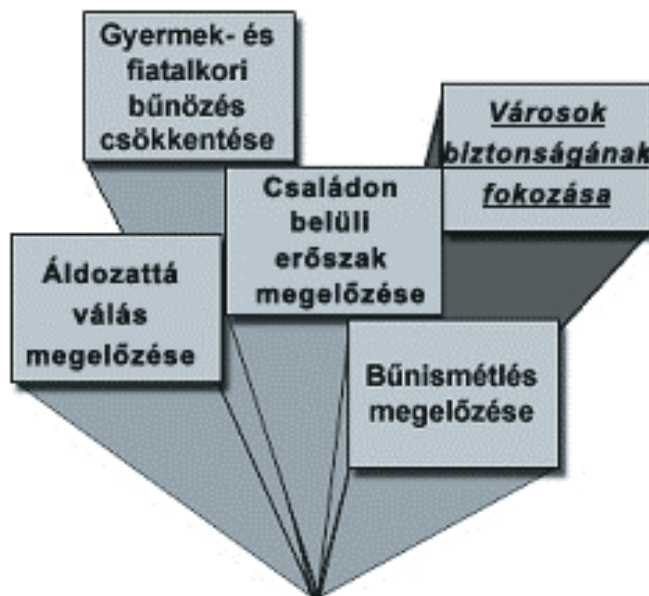 Gyermek- és
fiatalkori
bűnözés
csökkentése
Városok
biztonságának
fokozása
Családon
belüli
erőszak
megelőzése
Áldozattá
válás
megelőzése
Bűnismétlés
megelőzése